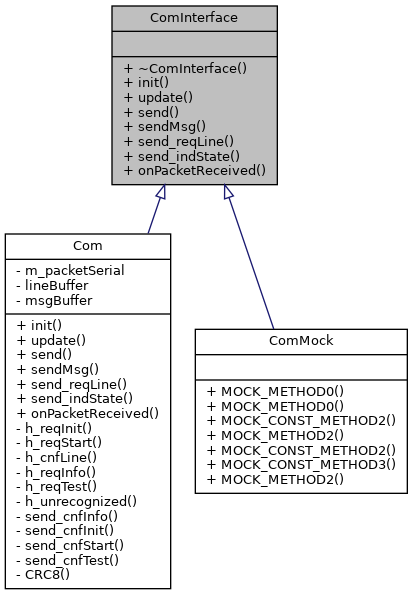 ComInterface
+ ~ComInterface()
+ init()
+ update()
+ send()
+ sendMsg()
+ send_reqLine()
+ send_indState()
+ onPacketReceived()
Com
- m_packetSerial
- lineBuffer
- msgBuffer
+ init()
+ update()
+ send()
+ sendMsg()
+ send_reqLine()
+ send_indState()
+ onPacketReceived()
- h_reqInit()
- h_reqStart()
- h_cnfLine()
- h_reqInfo()
- h_reqTest()
- h_unrecognized()
- send_cnfInfo()
- send_cnfInit()
- send_cnfStart()
- send_cnfTest()
- CRC8()
ComMock
+ MOCK_METHOD0()
+ MOCK_METHOD0()
+ MOCK_CONST_METHOD2()
+ MOCK_METHOD2()
+ MOCK_CONST_METHOD2()
+ MOCK_CONST_METHOD3()
+ MOCK_METHOD2()